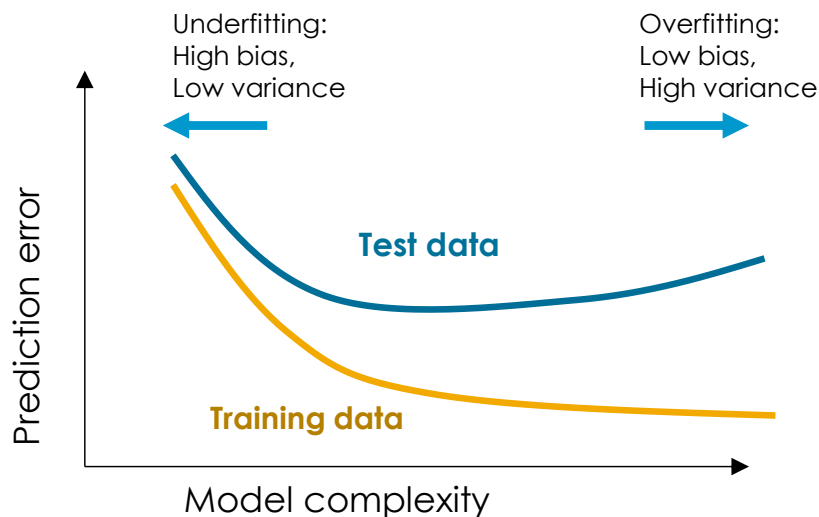 Underfitting:
High bias,
Low variance
Overfitting:
Low bias,
High variance
Prediction error
Test data
Training data
Model complexity